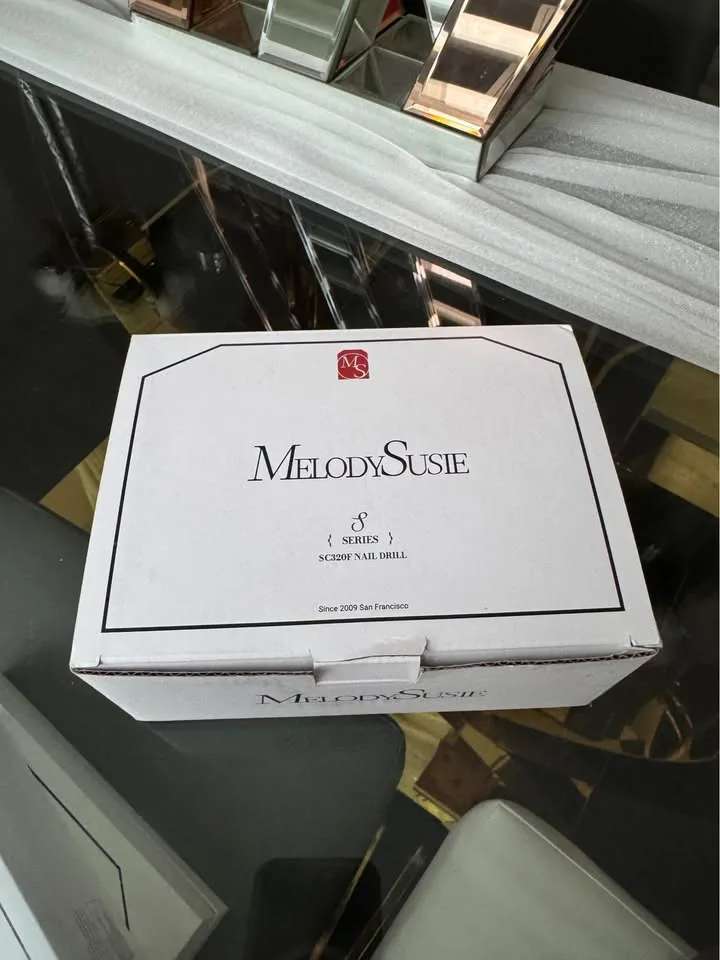 MS
MELODYSUSIE
S
{ SERIES }
SC320F NAIL DRILL
Since 2009 San Francisco
MELODYSUSIE